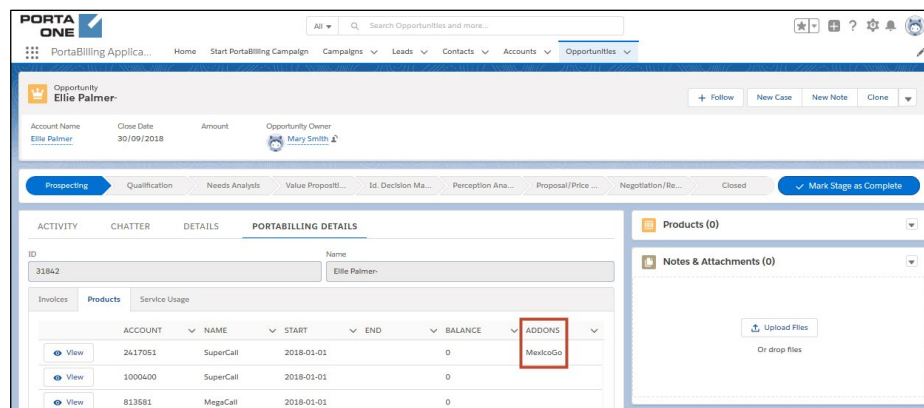 PORTA
ONE
All
Search Opportunities and more...
PortaBilling Applica...
Home
Start PortaBilling Campaign
Campaigns
Leads
Contacts
Accounts
Opportunities
Opportunity
Ellie Palmer-
+ Follow
New Case
New Note
Clone
Account Name
Close Date
Amount
Opportunity Owner
Ellie Palmer
30/09/2018
Mary Smith
Prospecting
Qualification
Needs Analysis
Value Propositi...
Id. Decision Ma...
Perception Ana...
Proposal/Price ...
Negotiation/Re...
Closed
Mark Stage as Complete
ACTIVITY
CHATTER
DETAILS
PORTABILLING DETAILS
ID
Name
31842
Ellie Palmer-
Invoices
Products
Service Usage
ACCOUNT NAME START END BALANCE ADDONS
View 2417051 SuperCall 2018-01-01 0 MexicoGo
View 1000400 SuperCall 2018-01-01 0
View 813581 MegaCall 2018-01-01 0
Products (0)
Notes & Attachments (0)
Upload Files
Or drop files